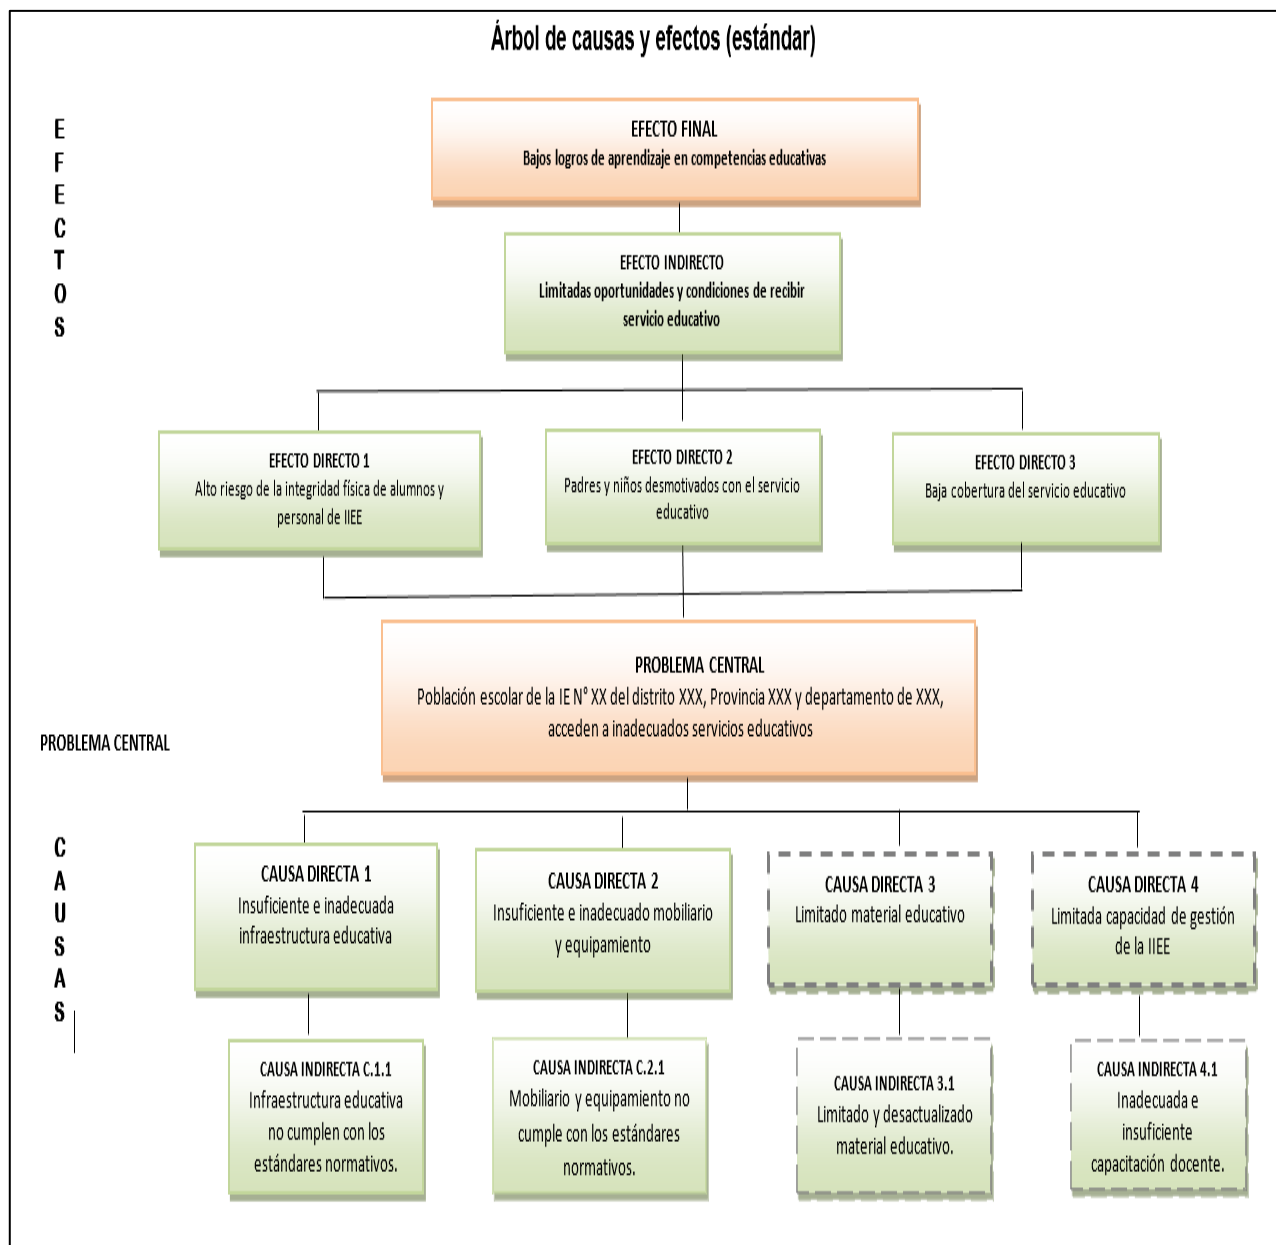 Árbol de causas y efectos (estándar)
EFECTOS
EFECTO FINAL
Bajos logros de aprendizaje en competencias educativas
EFECTO INDIRECTO
Limitadas oportunidades y condiciones de recibir
servicio educativo
EFECTO DIRECTO 1
Alto riesgo de la integridad física de alumnos y
personal de IIEE
EFECTO DIRECTO 2
Padres y niños desmotivados con el servicio
educativo
EFECTO DIRECTO 3
Baja cobertura del servicio educativo
PROBLEMA CENTRAL
PROBLEMA CENTRAL
Población escolar de la IE N° XX del distrito XXX, Provincia XXX y departamento de XXX,
acceden a inadecuados servicios educativos
CAUSAS
CAUSA DIRECTA 1
Insuficiente e inadecuada
infraestructura educativa
CAUSA DIRECTA 2
Insuficiente e inadecuado mobiliario
y equipamiento
CAUSA DIRECTA 3
Limitado material educativo
CAUSA DIRECTA 4
Limitada capacidad de gestión
de la IIEE
CAUSA INDIRECTA C.1.1
Infraestructura educativa
no cumplen con los
estándares normativos.
CAUSA INDIRECTA C.2.1
Mobiliario y equipamiento no
cumple con los estándares
normativos.
CAUSA INDIRECTA 3.1
Limitado y desactualizado
material educativo.
CAUSA INDIRECTA 4.1
Inadecuada e
insuficiente
capacitación docente.